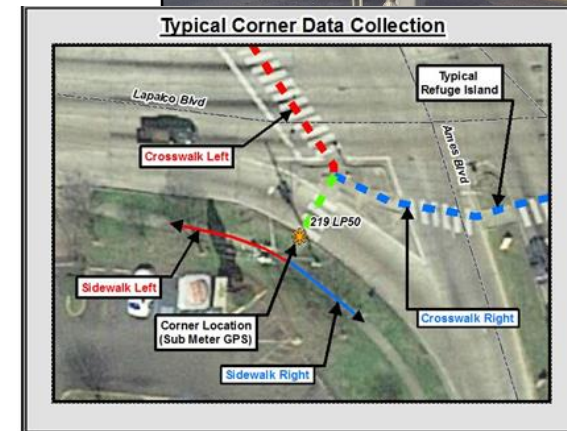 Typical Corner Data Collection
Typical
Refuge Island
Lapalco Blvd
Ames Blvd
Crosswalk Left
219 LP50
Sidewalk Left
Corner Location
(Sub Meter GPS)
Crosswalk Right
Sidewalk Right